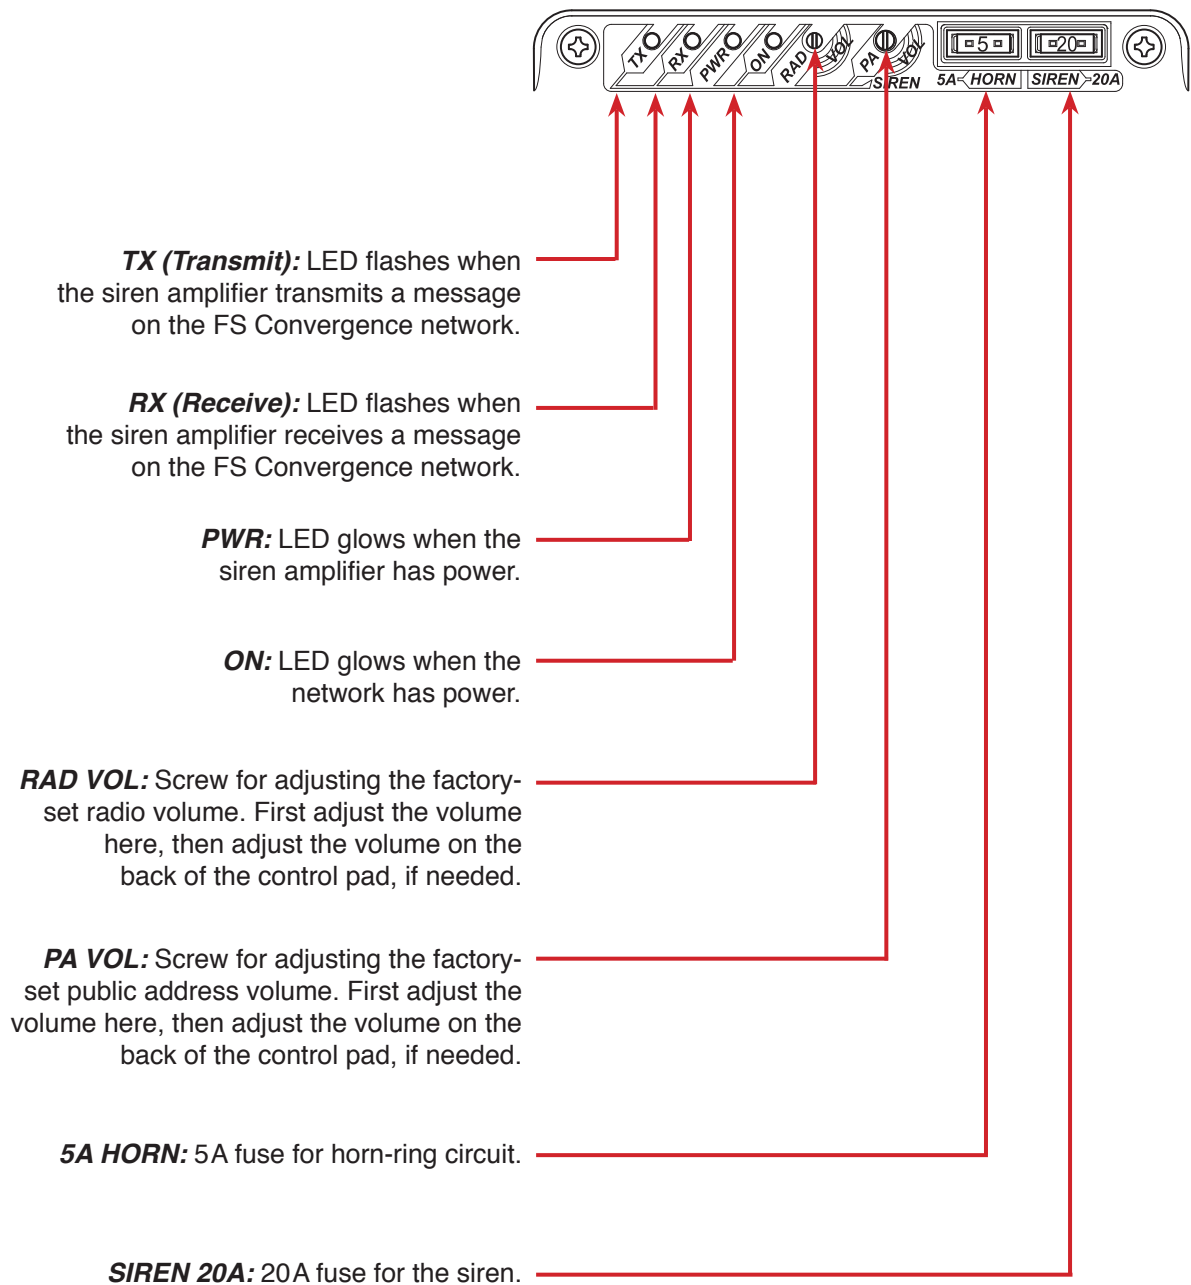 TX RX PWR ON RAD VOL PA VOL 5 20
SIREN 5A HORN SIREN 20A
TX (Transmit): LED flashes when
the siren amplifier transmits a message
on the FS Convergence network.
RX (Receive): LED flashes when
the siren amplifier receives a message
on the FS Convergence network.
PWR: LED glows when the
siren amplifier has power.
ON: LED glows when the
network has power.
RAD VOL: Screw for adjusting the factory-
set radio volume. First adjust the volume
here, then adjust the volume on the
back of the control pad, if needed.
PA VOL: Screw for adjusting the factory-
set public address volume. First adjust the
volume here, then adjust the volume on the
back of the control pad, if needed.
5A HORN: 5A fuse for horn-ring circuit.
SIREN 20A: 20A fuse for the siren.